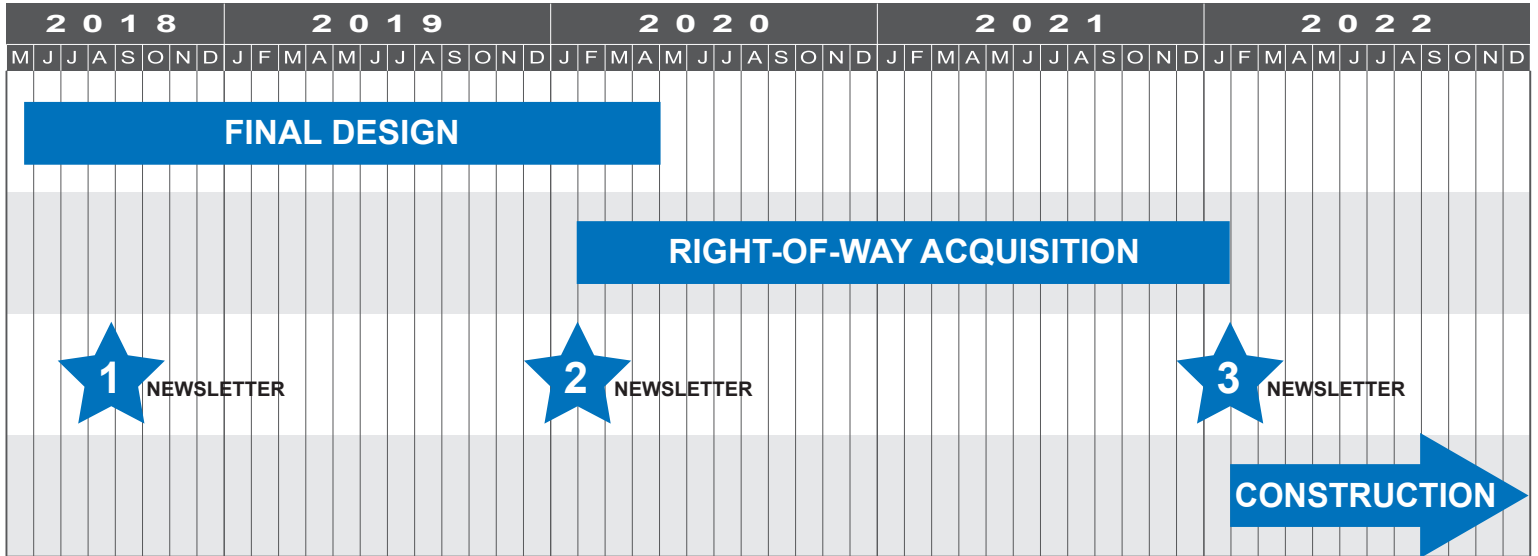 2018 2019 2020 2021 2022
M J J A S O N D J F M A M J J A S O N D J F M A M J J A S O N D J F M A M J J A S O N D J F M A M J J A S O N D
FINAL DESIGN
RIGHT-OF-WAY ACQUISITION
1 NEWSLETTER 2 NEWSLETTER 3 NEWSLETTER
CONSTRUCTION